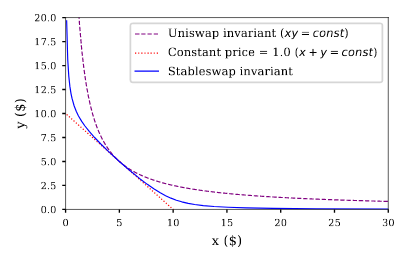 20.0
17.5
15.0
12.5
10.0
7.5
5.0
2.5
0.0
y ($)
Uniswap invariant (xy = const)
Constant price = 1.0 (x + y = const)
Stableswap invariant
0 5 10 15 20 25 30
x ($)